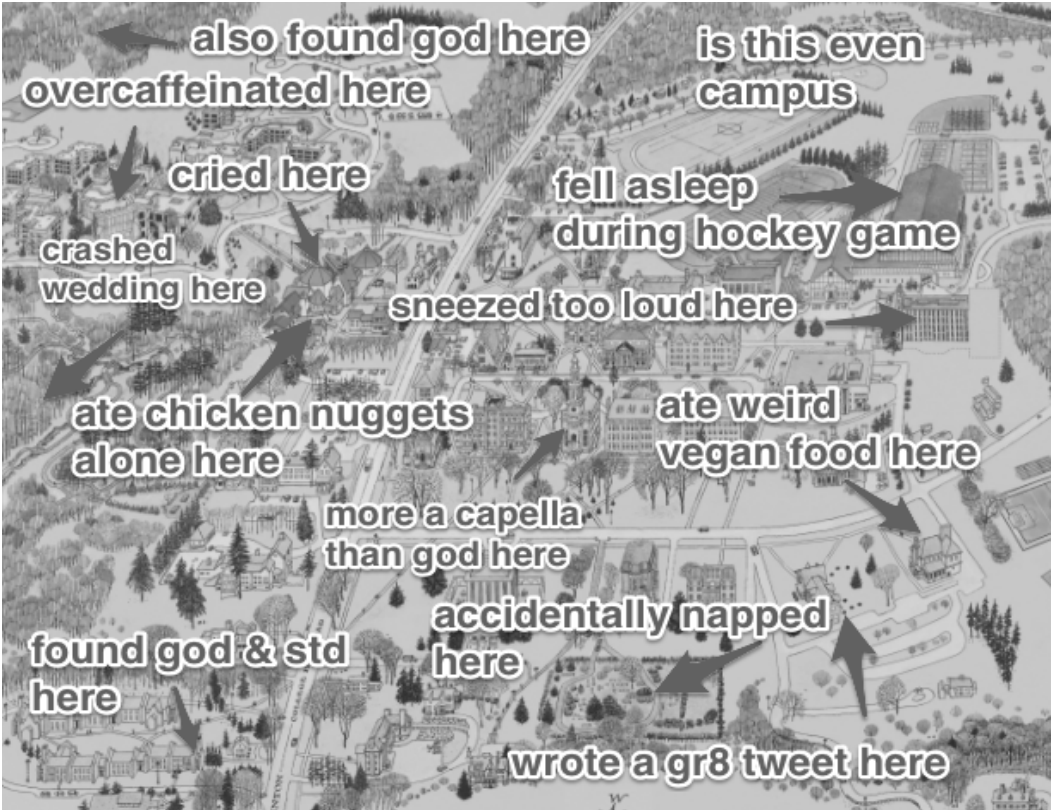 also found god here
is this even
campus
overcaffeinated here
cried here
fell asleep
during hockey game
crashed
wedding here
sneezed too loud here
ate chicken nuggets
alone here
ate weird
vegan food here
more a capella
than god here
accidentally napped
here
found god & std
here
wrote a gr8 tweet here
W